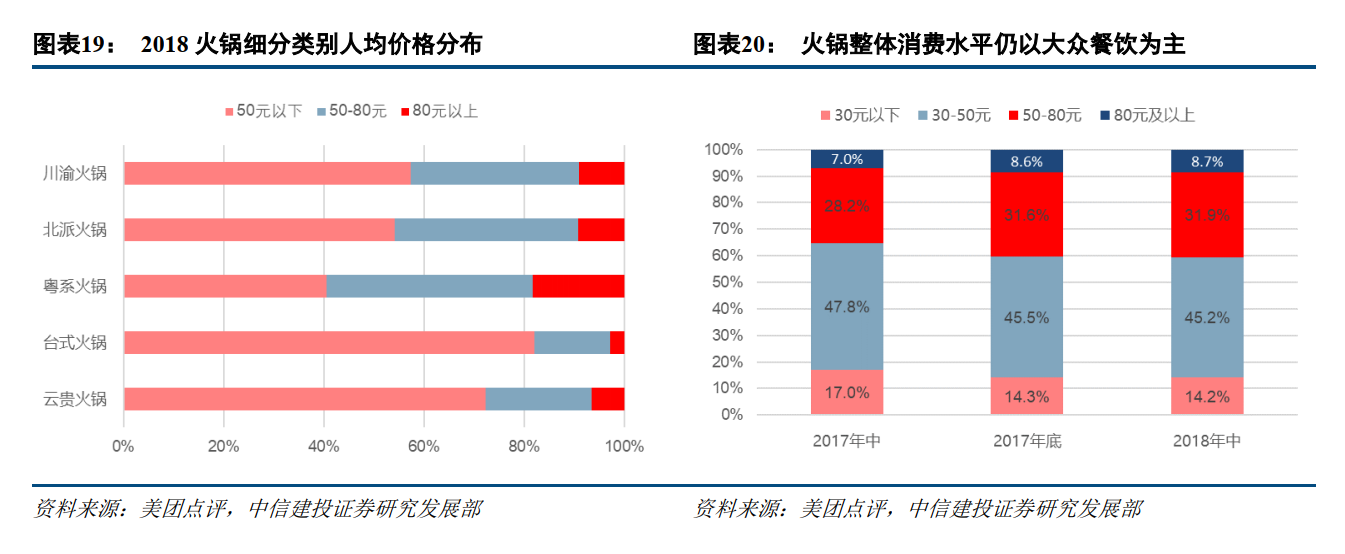 图表19： 2018 火锅细分类别人均价格分布
50元以下 50-80元 80元以上
川渝火锅
北派火锅
粤系火锅
台式火锅
云贵火锅
0% 20% 40% 60% 80% 100%
资料来源：美团点评，中信建投证券研究发展部
图表20： 火锅整体消费水平仍以大众餐饮为主
30元以下 30-50元 50-80元 80元及以上
100%
90%
80%
70%
60%
50%
40%
30%
20%
10%
0%
7.0% 8.6% 8.7%
28.2% 31.6% 31.9%
47.8% 45.5% 45.2%
17.0% 14.3% 14.2%
2017年中 2017年底 2018年中
资料来源：美团点评，中信建投证券研究发展部